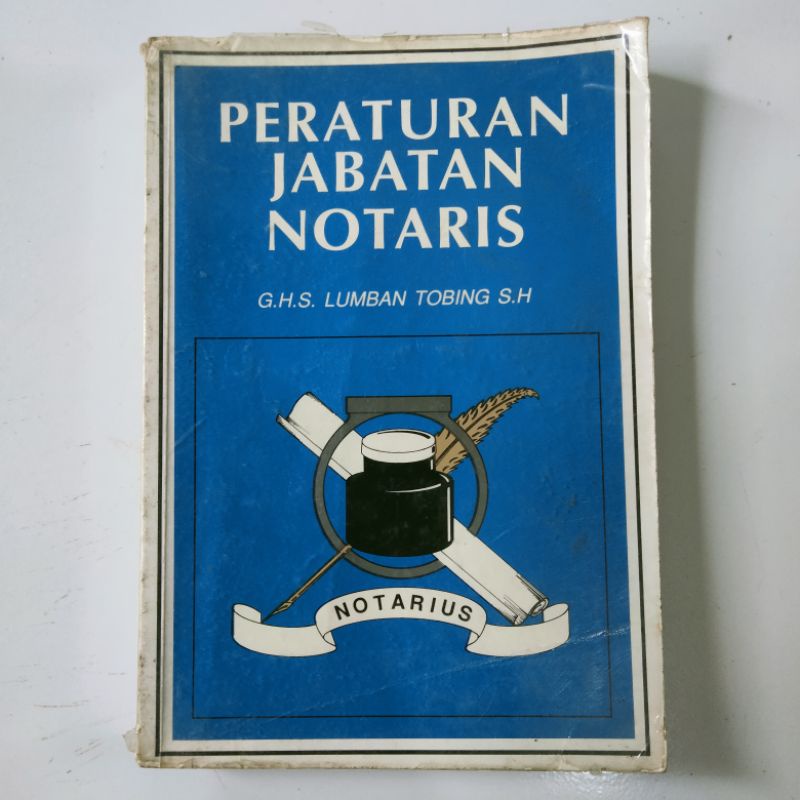 PERATURAN
JABATAN
NOTARIS
G.H.S. LUMBAN TOBING S.H
NOTARIUS